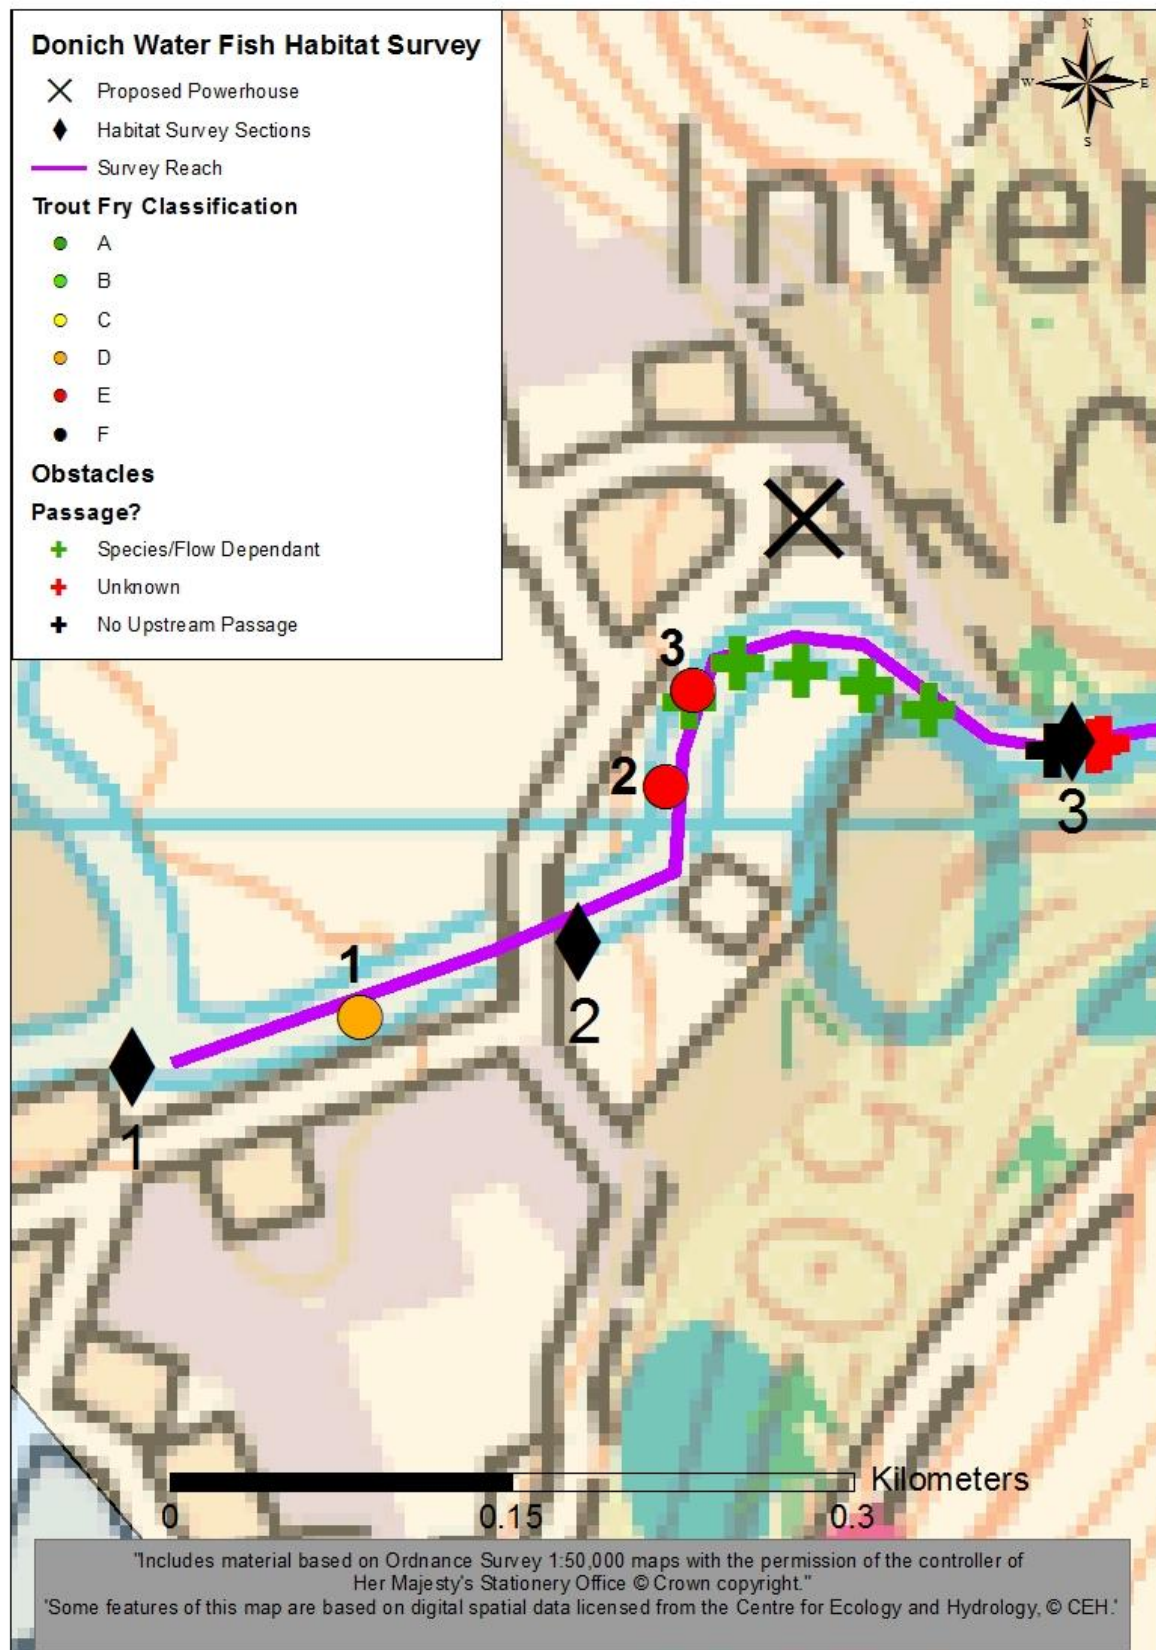 Donich Water Fish Habitat Survey
Proposed Powerhouse
Habitat Survey Sections
Survey Reach
Trout Fry Classification
A
B
C
D
E
F
Obstacles
Passage?
Species/Flow Dependant
Unknown
No Upstream Passage
N
W
E
S
Inver
3
2
3
1
2
1
Kilometers
0
0.15
0.3
"Includes material based on Ordnance Survey 1:50,000 maps with the permission of the controller of
Her Majesty's Stationery Office © Crown copyright."
'Some features of this map are based on digital spatial data licensed from the Centre for Ecology and Hydrology, © CEH.'